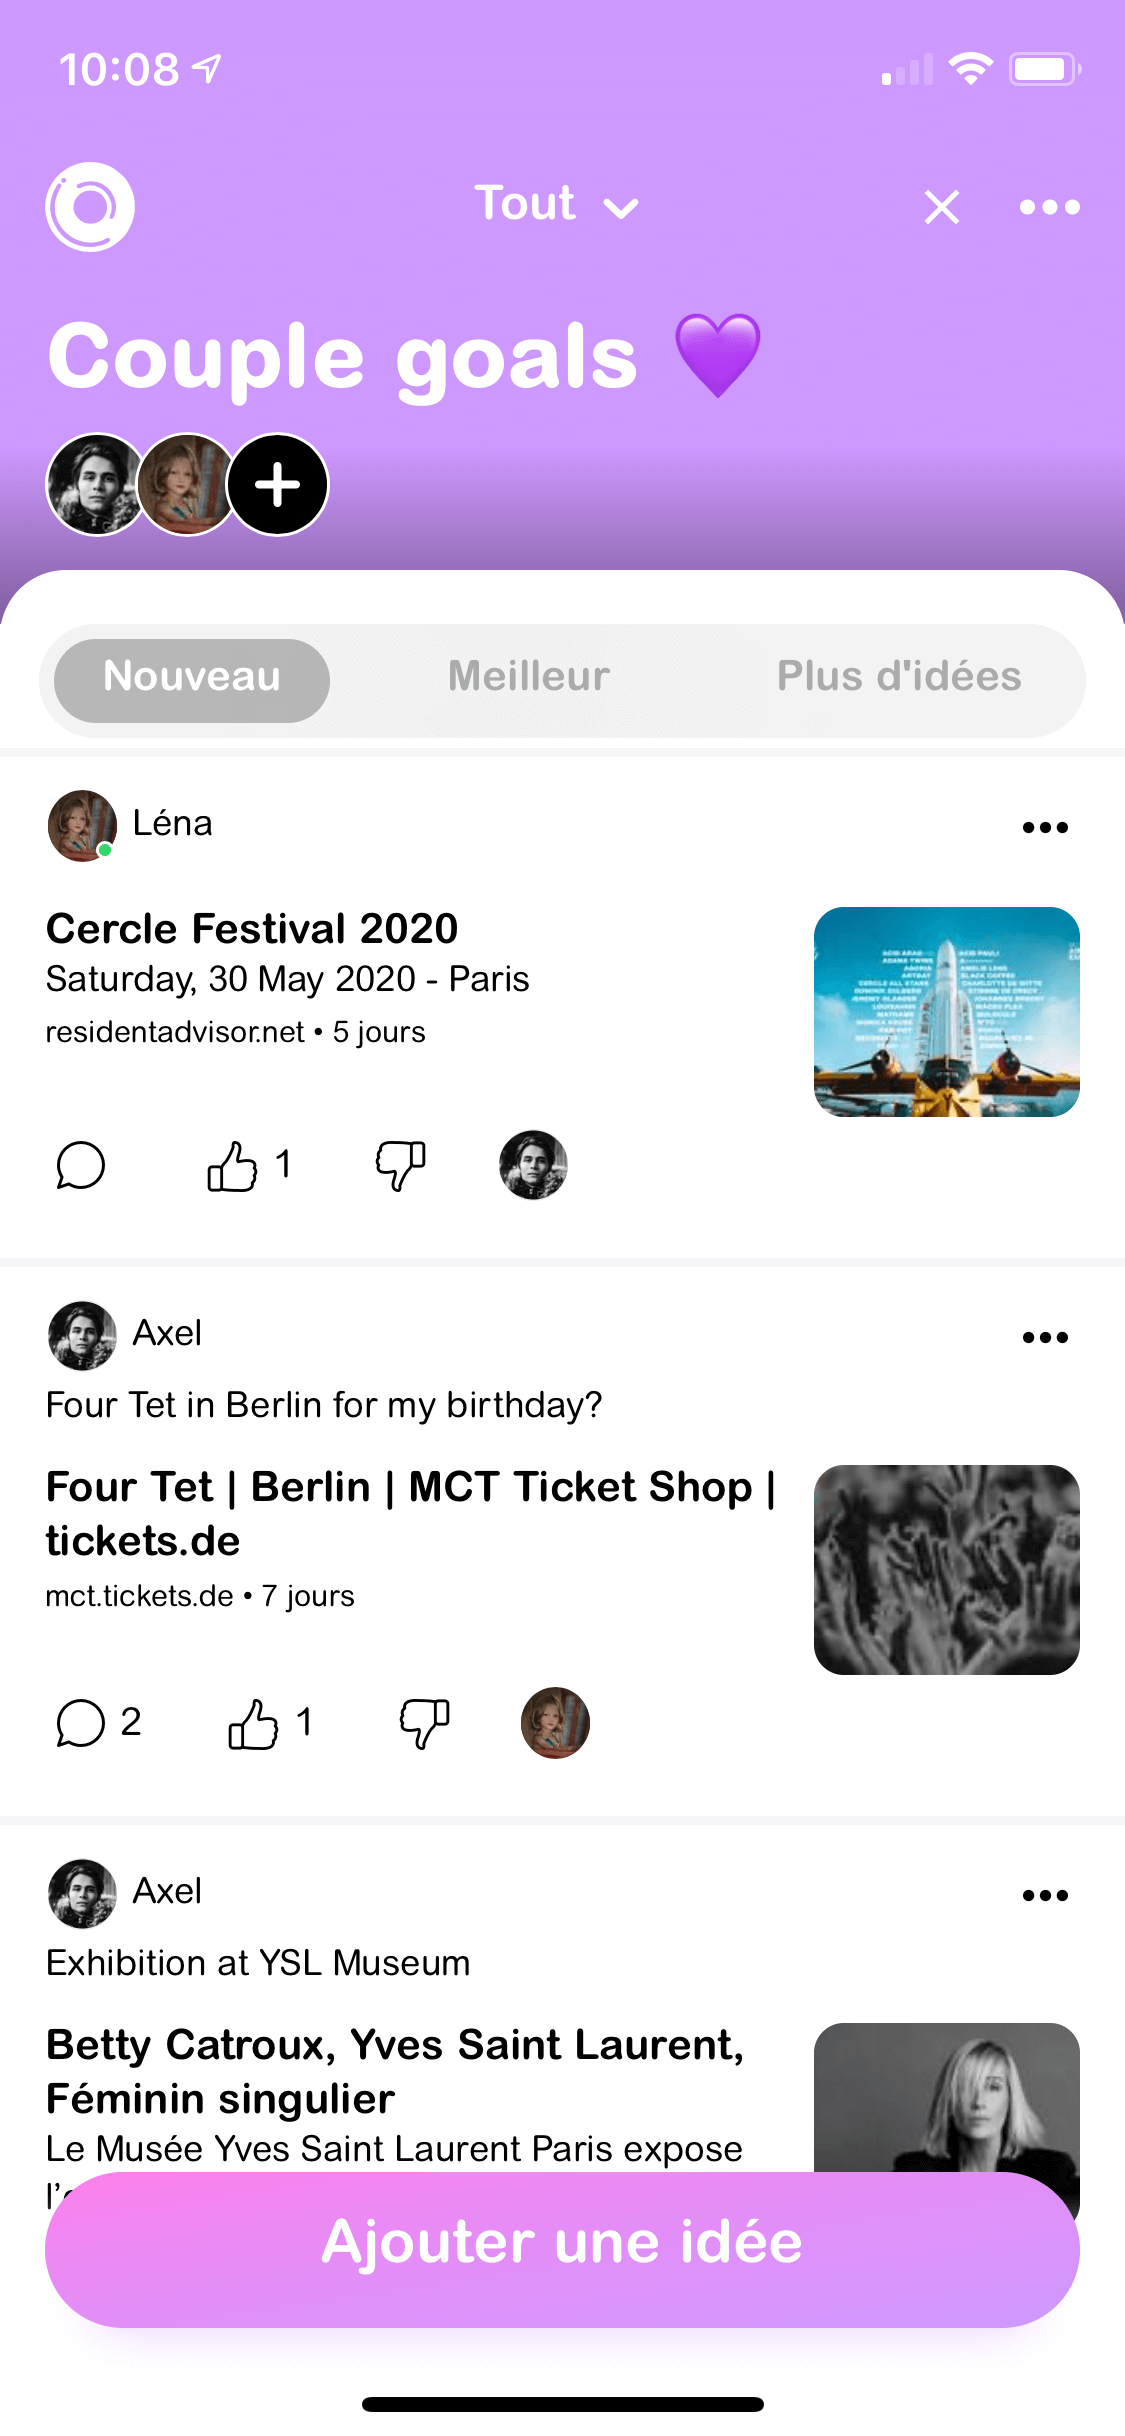 10:08
Tout
Couple goals 💜
Nouveau
Meilleur
Plus d'idées
Léna
Cercle Festival 2020
Saturday, 30 May 2020 - Paris
residentadvisor.net • 5 jours
1
Axel
Four Tet in Berlin for my birthday?
Four Tet | Berlin | MCT Ticket Shop |
tickets.de
mct.tickets.de • 7 jours
2
1
Axel
Exhibition at YSL Museum
Betty Catroux, Yves Saint Laurent,
Féminin singulier
Le Musée Yves Saint Laurent Paris expose
Ajouter une idée